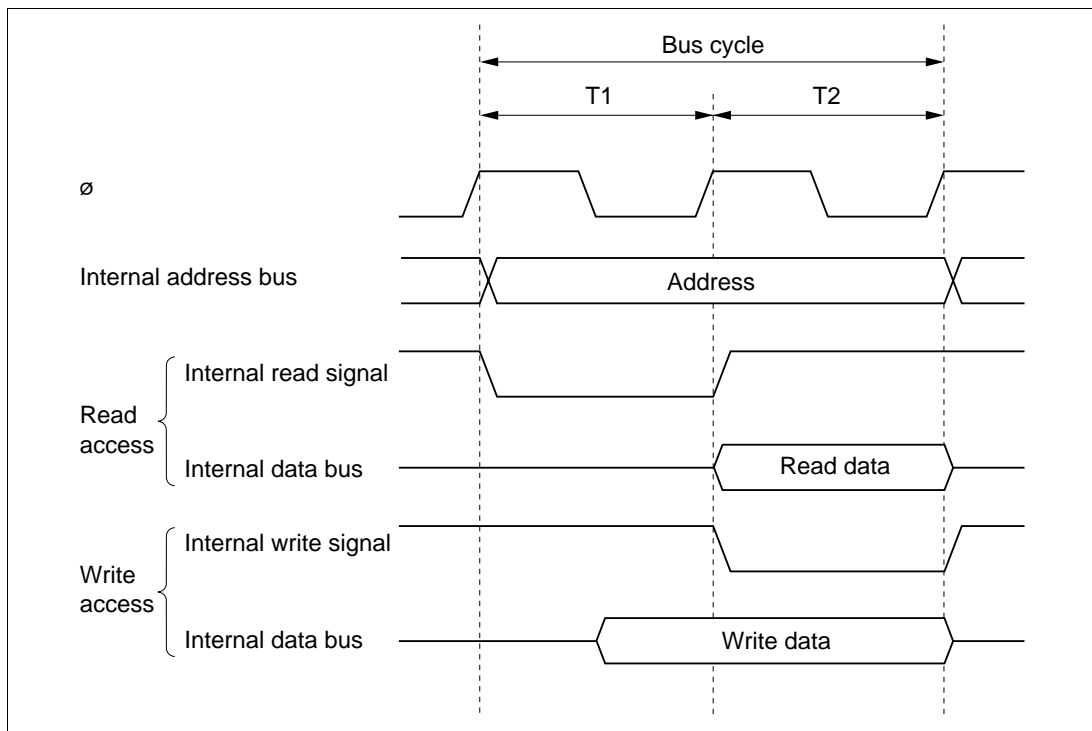 Bus cycle
T1 T2
ø
Internal address bus
Address
Internal read signal
Read
access
Internal data bus
Read data
Internal write signal
Write
access
Internal data bus
Write data